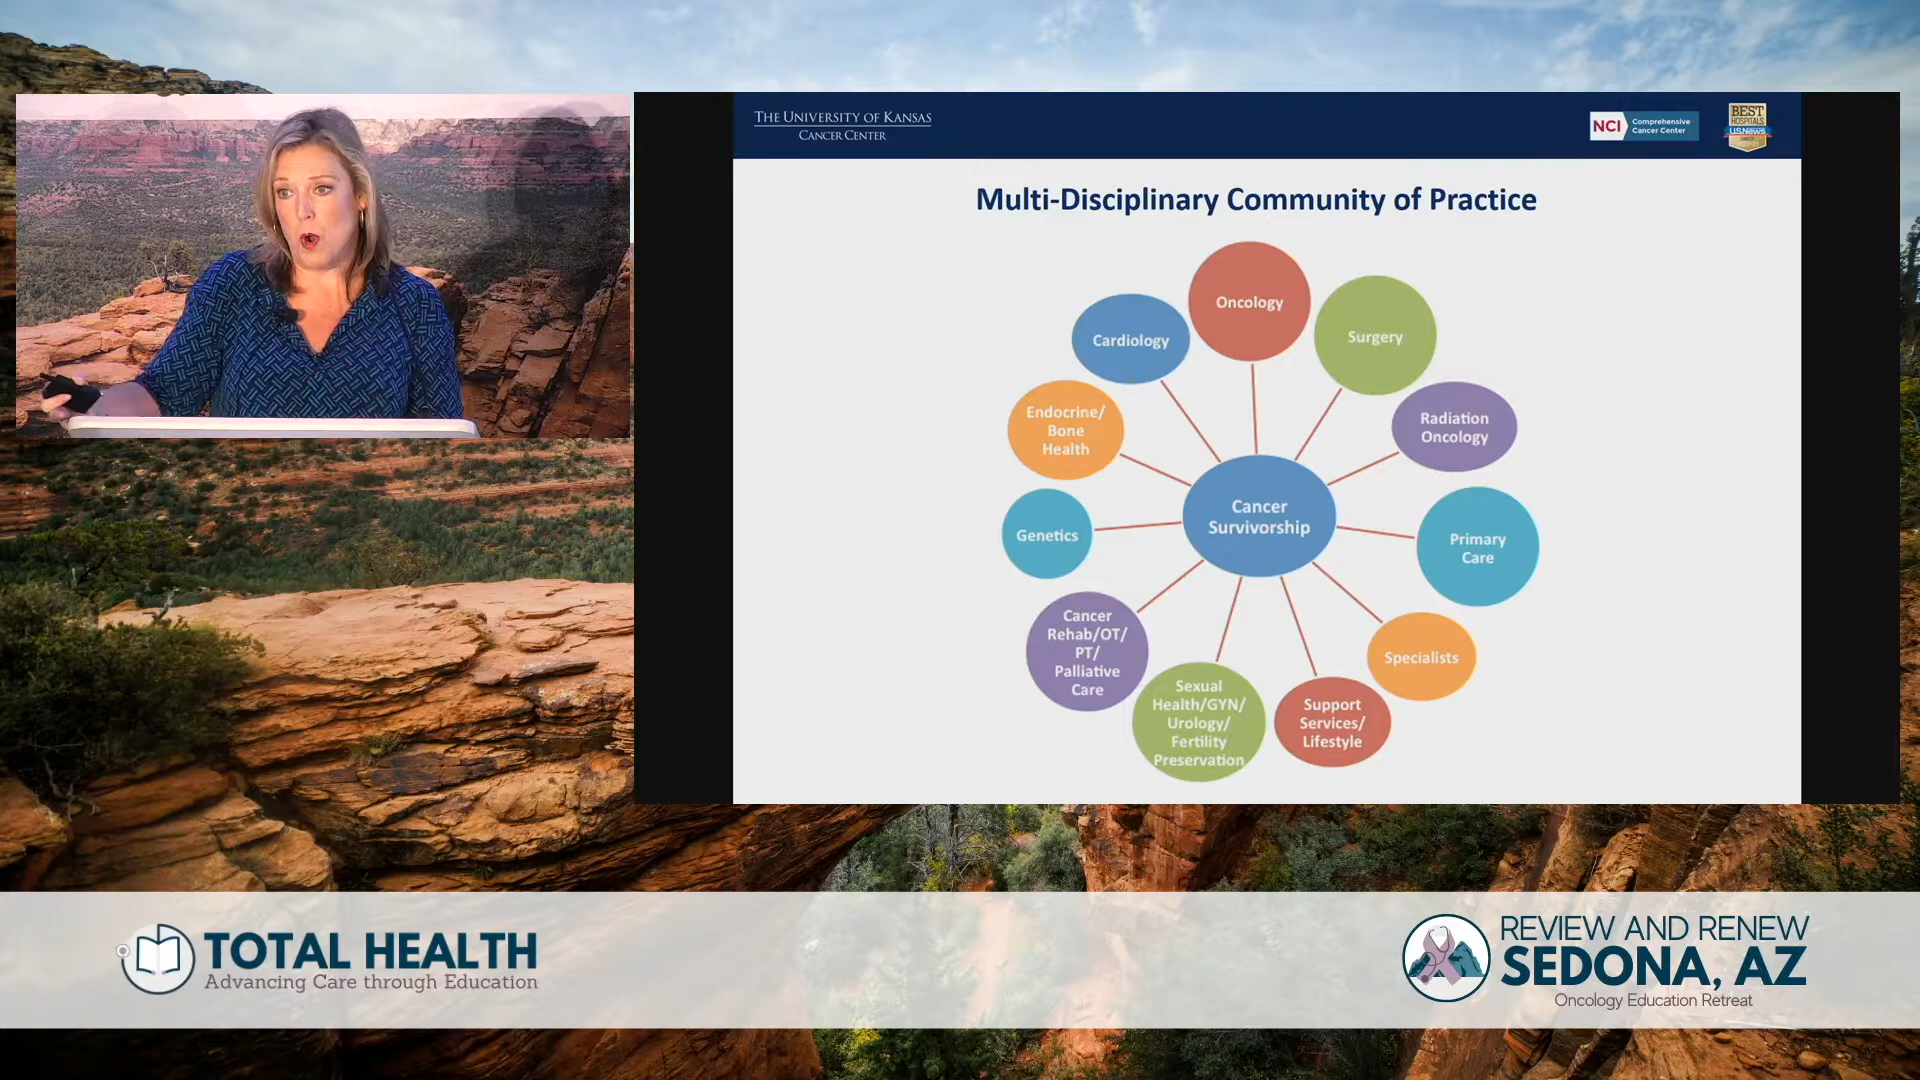 THE UNIVERSITY OF KANSAS
CANCER CENTER
NCI
Comprehensive
Cancer Center
BEST
HOSPITALS
U.S.News
Multi-Disciplinary Community of Practice
Oncology
Surgery
Cardiology
Radiation
Oncology
Endocrine/
Bone
Health
Cancer
Survivorship
Genetics
Primary
Care
Cancer
Rehab/OT/
PT/
Palliative
Care
Specialists
Sexual
Health/GYN/
Urology/
Fertility
Preservation
Support
Services/
Lifestyle
TOTAL HEALTH
Advancing Care through Education
REVIEW AND RENEW
SEDONA, AZ
Oncology Education Retreat